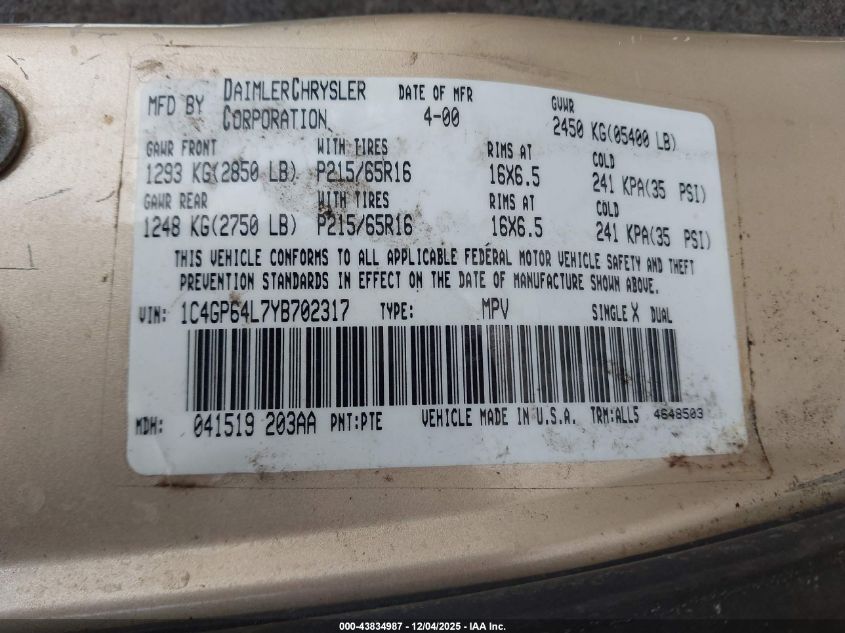 MFD BY DAIMLERCHRYSLER CORPORATION DATE OF MFR 4-00 GVWR 2450 KG(05400 LB)
GAWR FRONT WITH TIRES RIMS AT COLD
1293 KG(2850 LB) P215/65R16 16X6.5 241 KPA(35 PSI)
GAWR REAR WITH TIRES RIMS AT COLD
1248 KG(2750 LB) P215/65R16 16X6.5 241 KPA(35 PSI)
THIS VEHICLE CONFORMS TO ALL APPLICABLE FEDERAL MOTOR VEHICLE SAFETY AND THEFT
PREVENTION STANDARDS IN EFFECT ON THE DATE OF MANUFACTURE SHOWN ABOVE.
VIN: 1C4GP64L7YB702317 TYPE: MPV SINGLE X DUAL
MDH: 041519 203AA PNT:PTE VEHICLE MADE IN U.S.A. TRM:ALL5 4648503
000-43834987 - 12/04/2025 - IAA Inc.